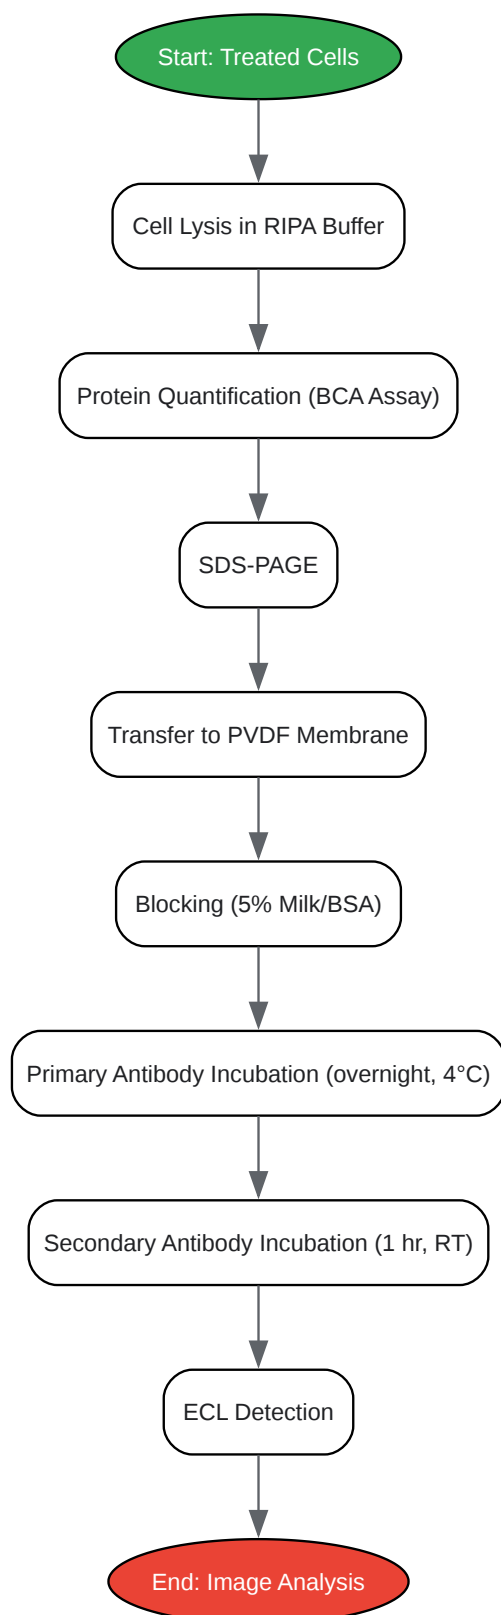 Start: Treated Cells
Cell Lysis in RIPA Buffer
Protein Quantification (BCA Assay)
SDS-PAGE
Transfer to PVDF Membrane
Blocking (5% Milk/BSA)
Primary Antibody Incubation (overnight, 4°C)
Secondary Antibody Incubation (1 hr, RT)
ECL Detection
End: Image Analysis